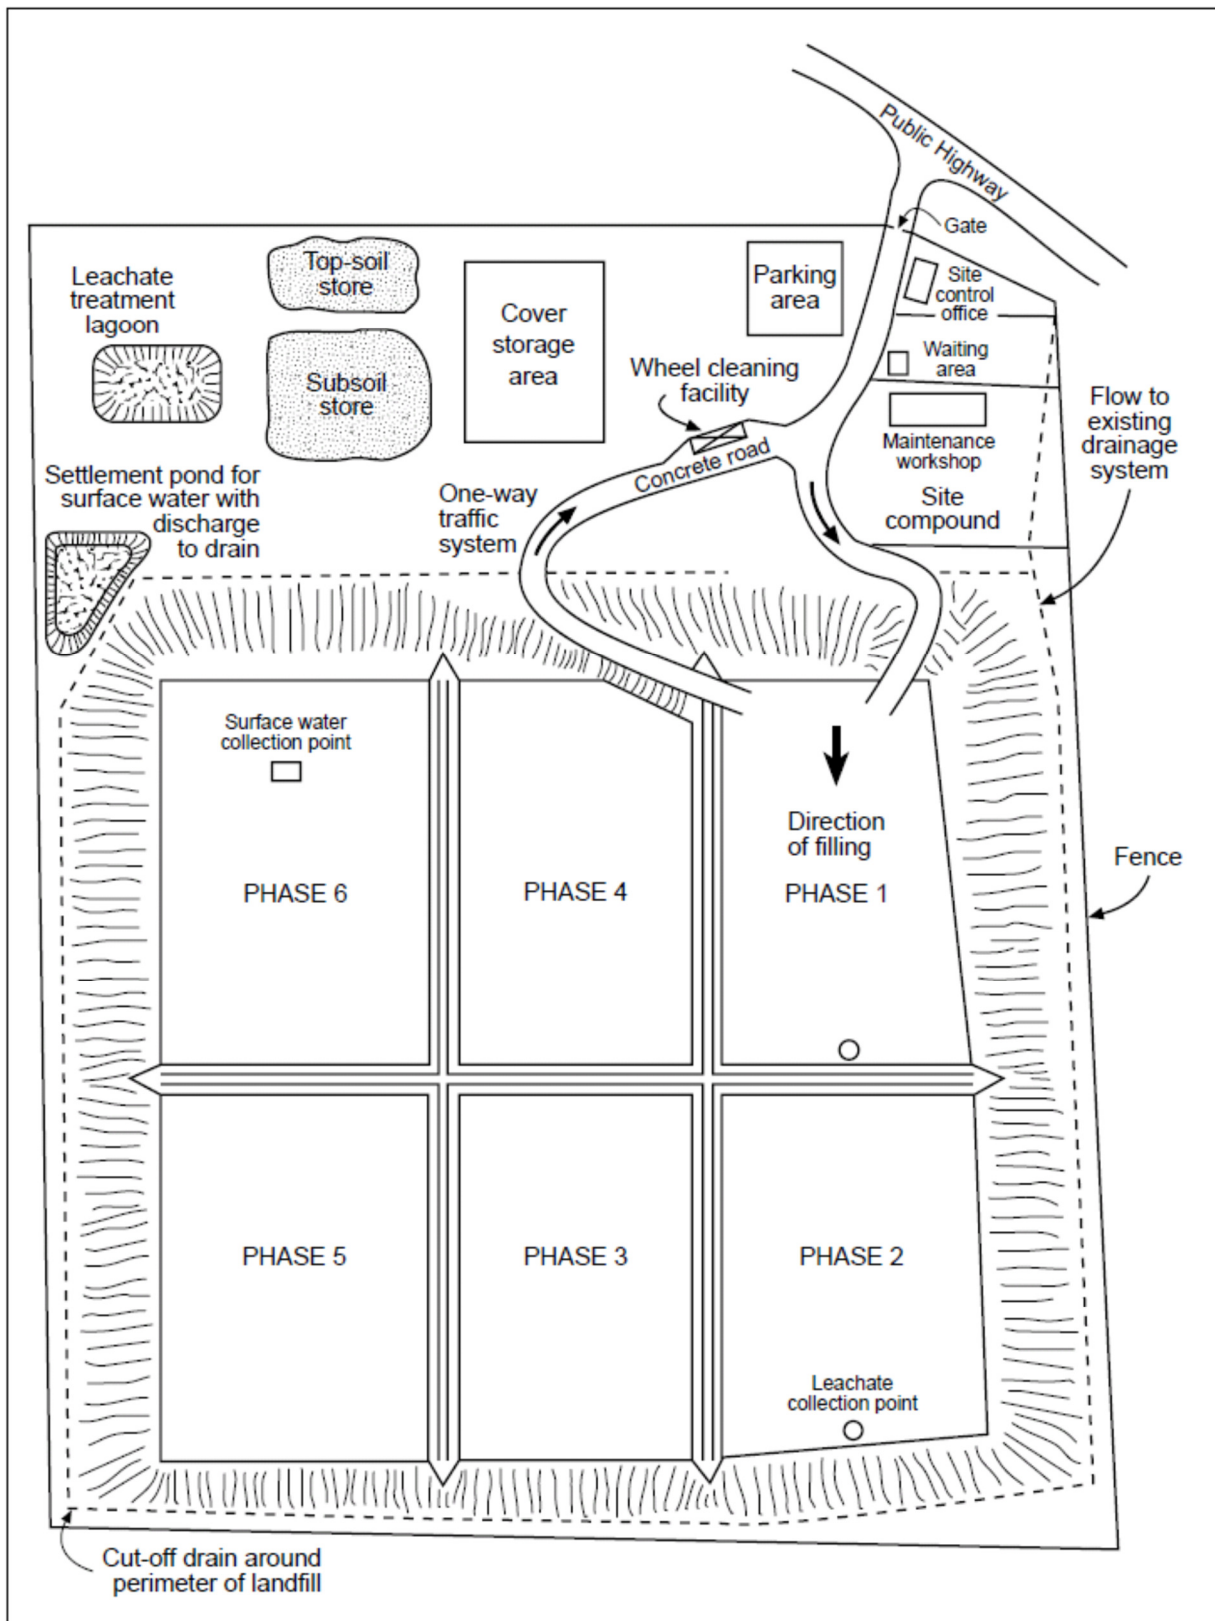 Public Highway
Gate
Leachate
treatment
lagoon
Top-soil
store
Subsoil
store
Cover
storage
area
Parking
area
Site
control
office
Waiting
area
Wheel cleaning
facility
Concrete road
Maintenance
workshop
Site
compound
Flow to
existing
drainage
system
Settlement pond for
surface water with
discharge
to drain
One-way
traffic
system
Surface water
collection point
Direction
of filling
Fence
PHASE 6
PHASE 4
PHASE 1
PHASE 5
PHASE 3
PHASE 2
Leachate
collection point
Cut-off drain around
perimeter of landfill